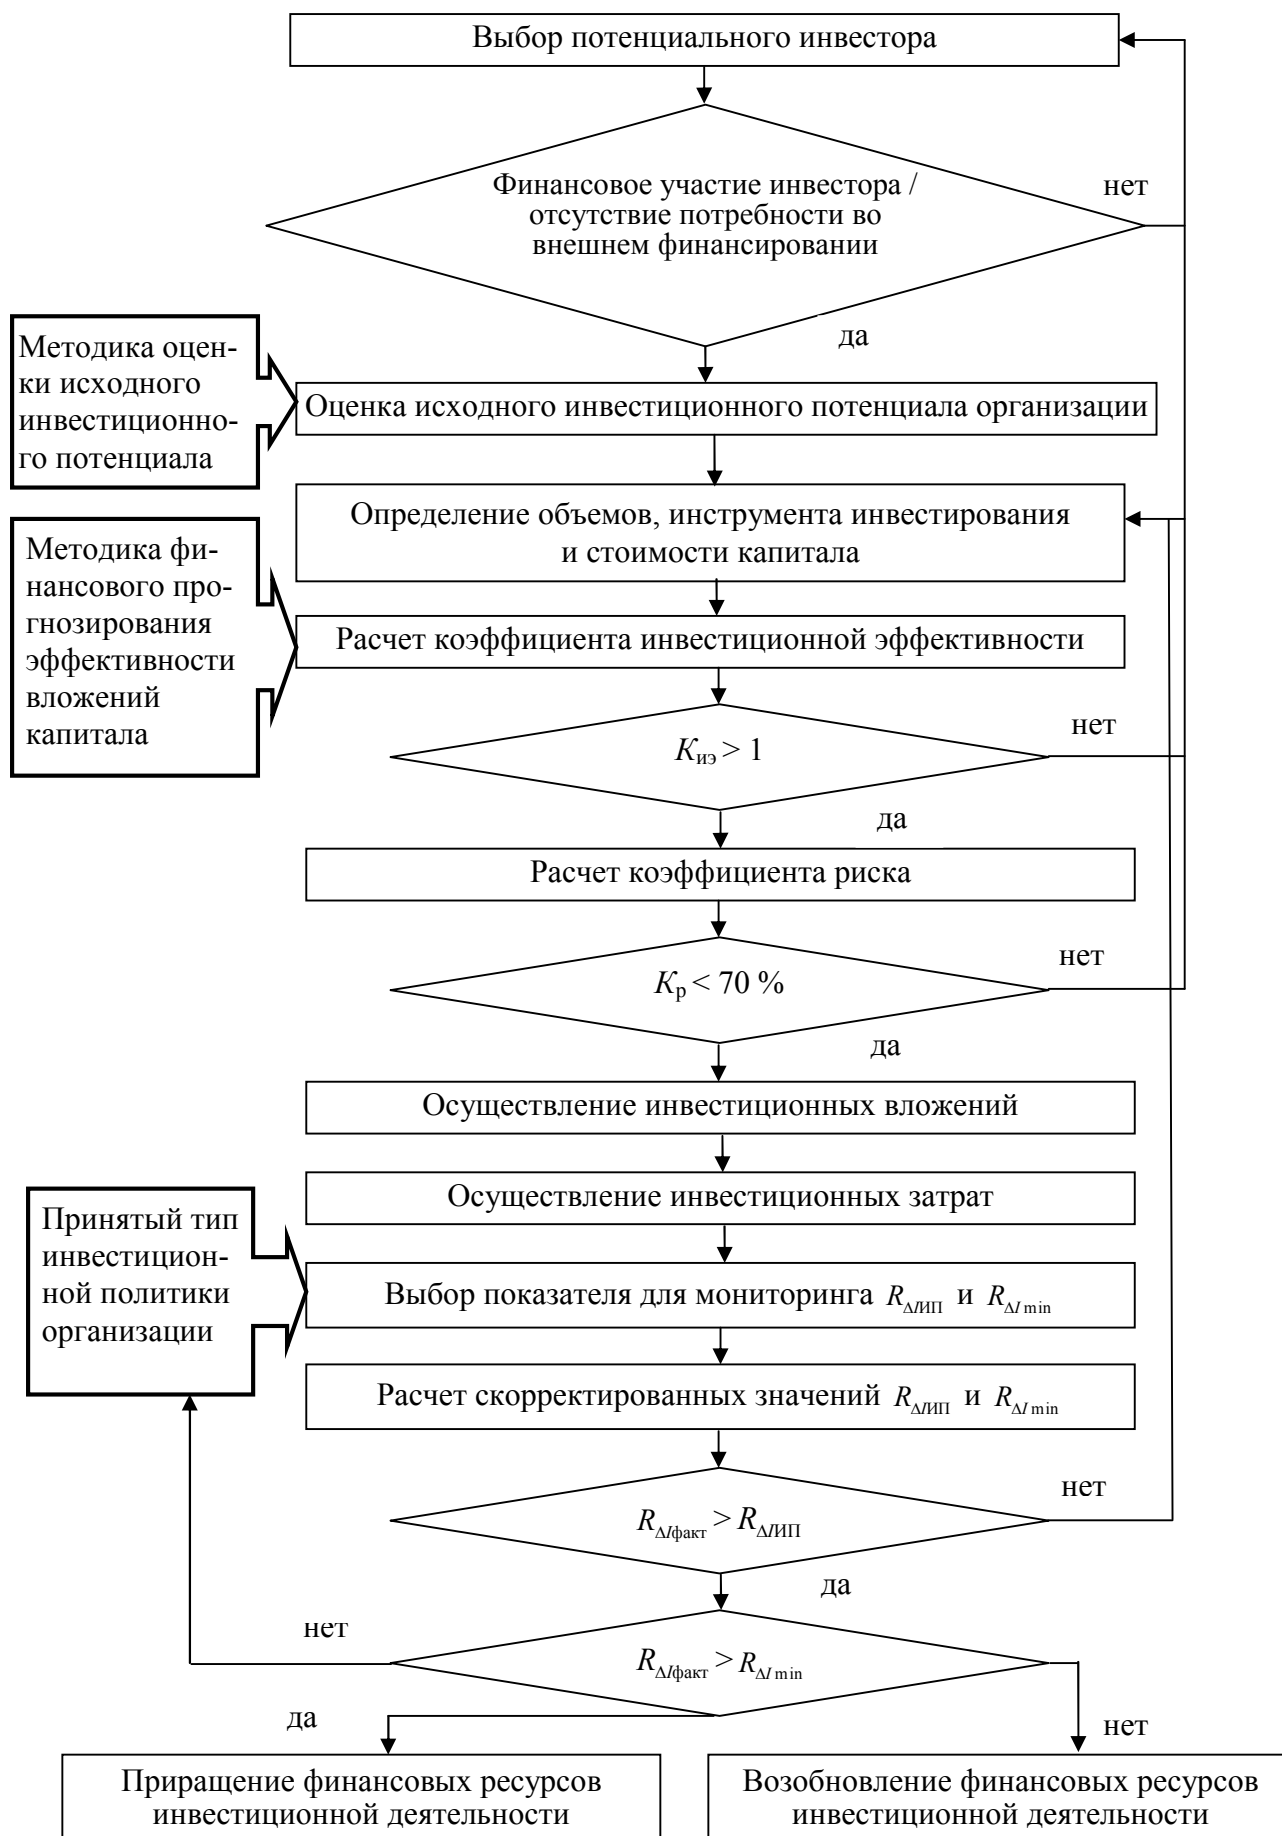 Выбор потенциального инвестора
Финансовое участие инвестора /
отсутствие потребности во
внешнем финансировании
нет
да
Методика оцен-
ки исходного
инвестиционно-
го потенциала
Оценка исходного инвестиционного потенциала организации
Определение объемов, инструмента инвестирования
и стоимости капитала
Методика фи-
нансового про-
гнозирования
эффективности
вложений
капитала
Расчет коэффициента инвестиционной эффективности
Kиэ > 1
нет
да
Расчет коэффициента риска
Kр < 70 %
нет
да
Осуществление инвестиционных вложений
Осуществление инвестиционных затрат
Принятый тип
инвестицион-
ной политики
организации
Выбор показателя для мониторинга RΔIИП и RΔI min
Расчет скорректированных значений RΔIИП и RΔI min
RΔIфакт > RΔIИП
нет
да
нет
RΔIфакт > RΔI min
да
нет
Приращение финансовых ресурсов
инвестиционной деятельности
Возобновление финансовых ресурсов
инвестиционной деятельности